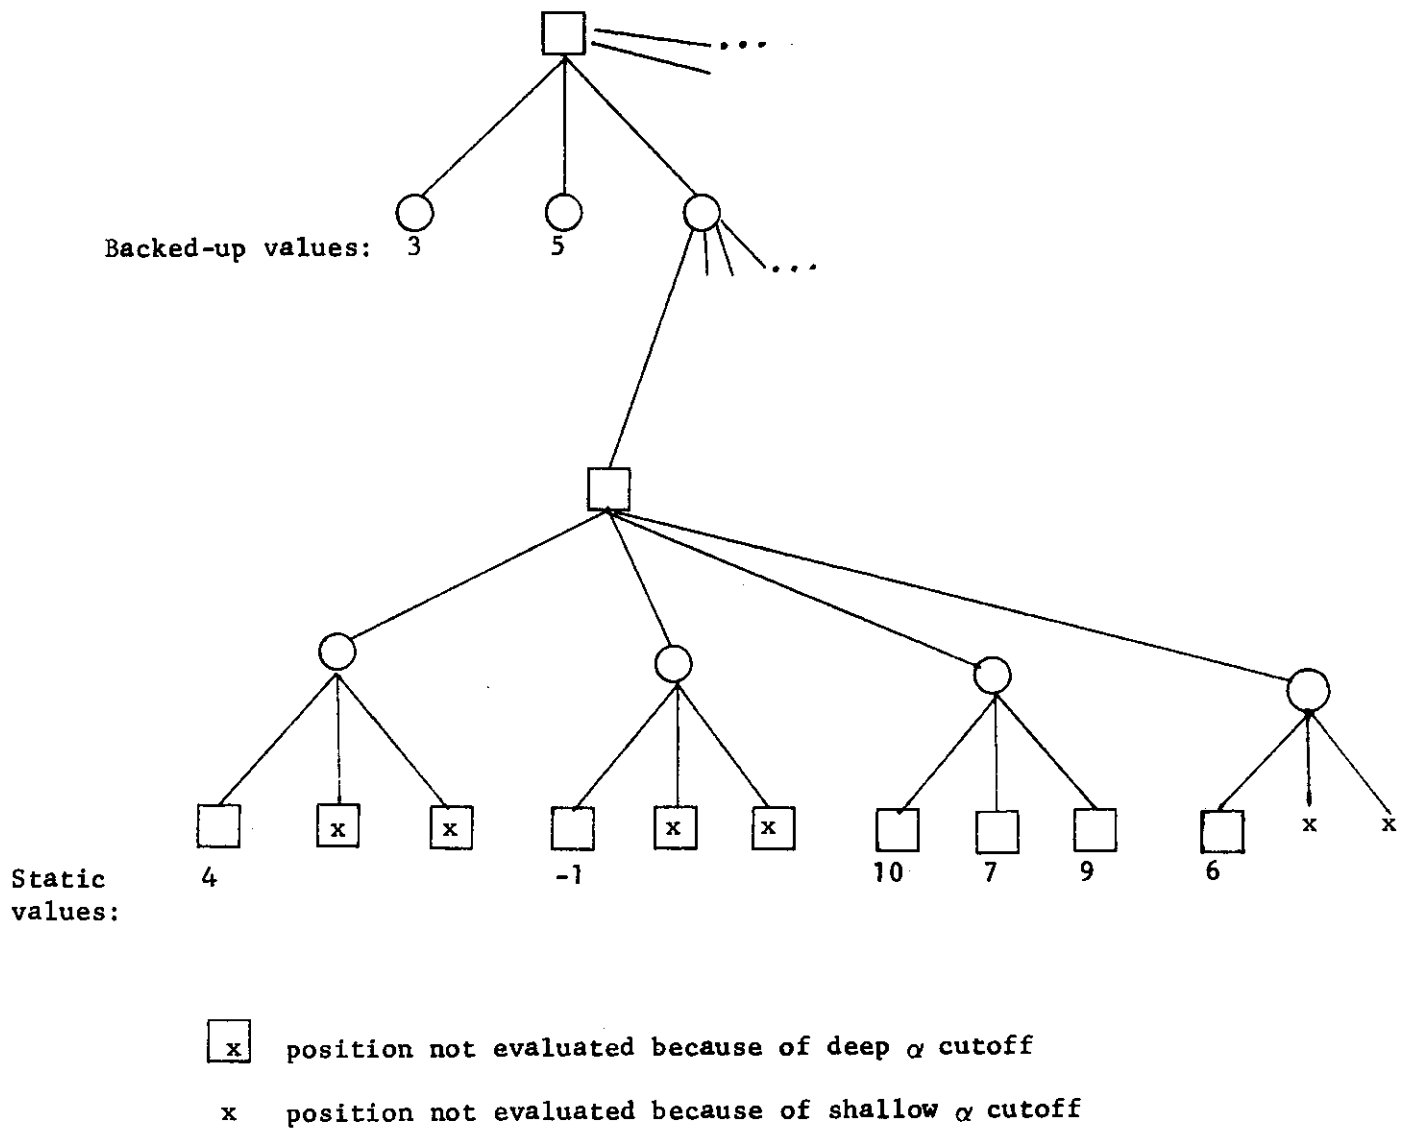 ...
Backed-up values: 3 5
...
x x x x x x
Static values: 4 -1 10 7 9 6
x position not evaluated because of deep α cutoff
x position not evaluated because of shallow α cutoff